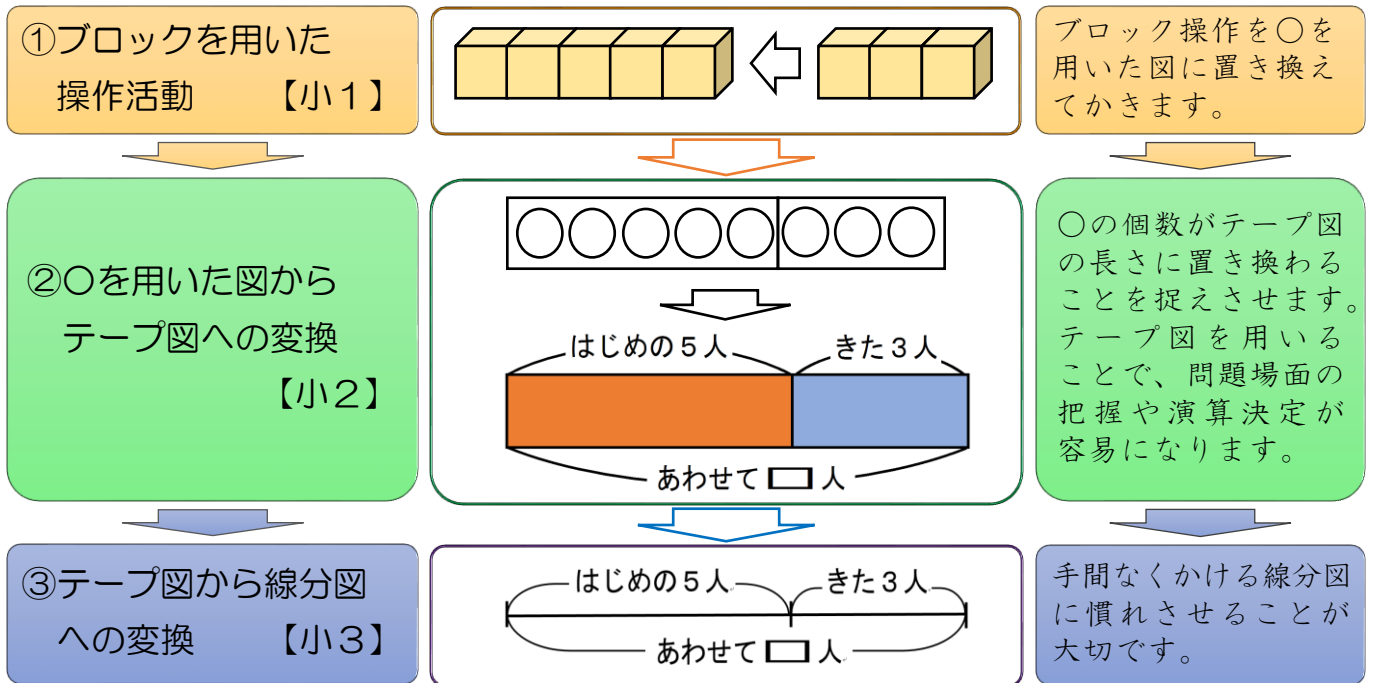 ①ブロックを用いた
操作活動 【小1】
ブロック操作を○を
用いた図に置き換え
てかきます。
②○を用いた図から
テープ図への変換
【小2】
はじめの5人 きた3人
あわせて □ 人
○の個数がテープ図
の長さに置き換わる
ことを捉えさせます。
テープ図を用いる
ことで、問題場面の
把握や演算決定が
容易になります。
③テープ図から線分図
への変換 【小3】
はじめの5人 きた3人
あわせて □ 人
手間なくかける線分図
に慣れさせることが
大切です。